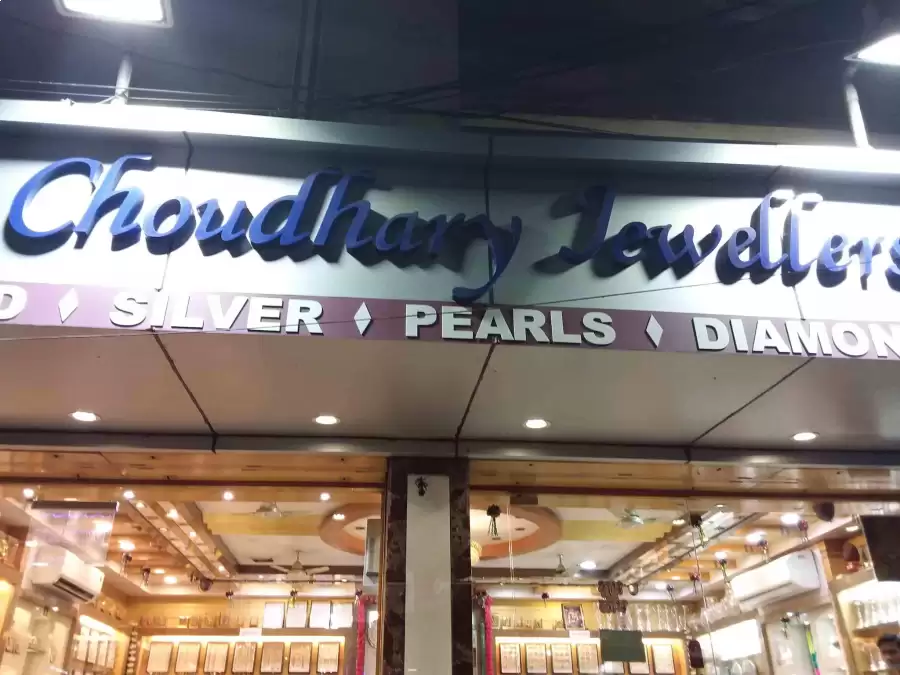 Choudhary Jewellers
D ♦ SILVER ♦ PEARLS ♦ DIAMON